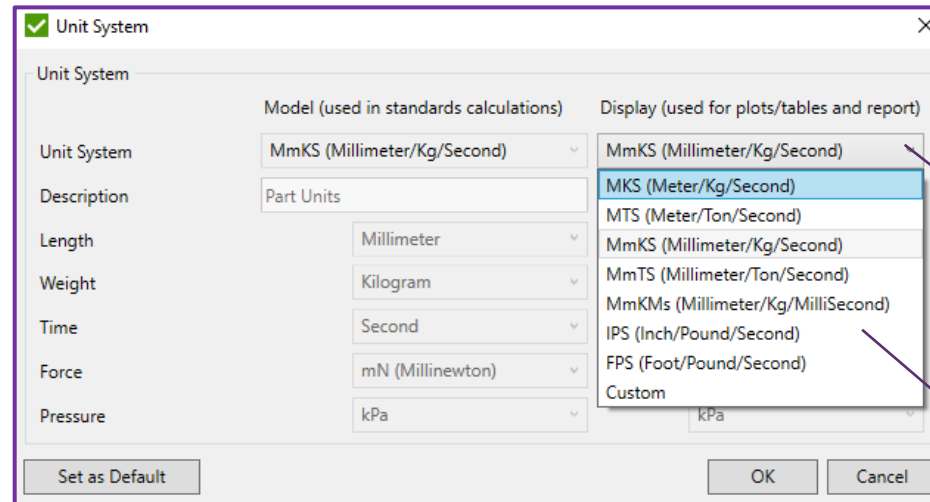 Unit System
Unit System
Model (used in standards calculations) Display (used for plots/tables and report)
Unit System MmKS (Millimeter/Kg/Second) MmKS (Millimeter/Kg/Second)
Description Part Units MKS (Meter/Kg/Second)
MTS (Meter/Ton/Second)
Length Millimeter MmKS (Millimeter/Kg/Second)
Weight Kilogram MmTS (Millimeter/Ton/Second)
MmKMs (Millimeter/Kg/MilliSecond)
Time Second IPS (Inch/Pound/Second)
Force mN (Millinewton) FPS (Foot/Pound/Second)
Custom
Pressure kPa kPa
Set as Default OK Cancel